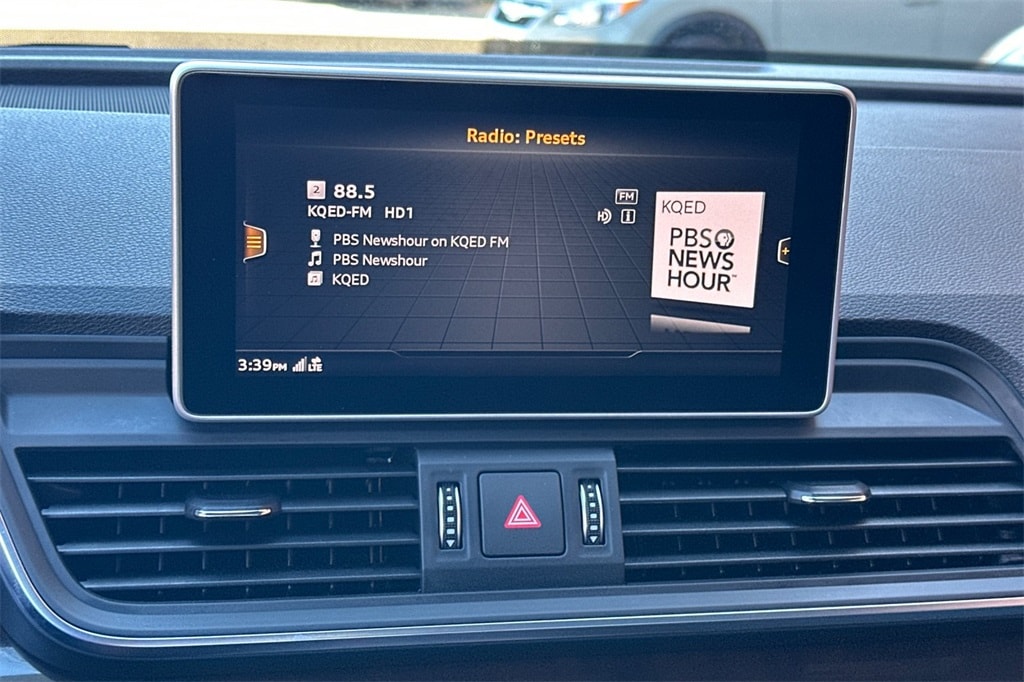 Radio: Presets
2 88.5
FM
KQED-FM HD1
HD i
PBS Newshour on KQED FM
PBS Newshour
KQED
KQED
PBS
NEWS
HOUR
3:39PM LTE